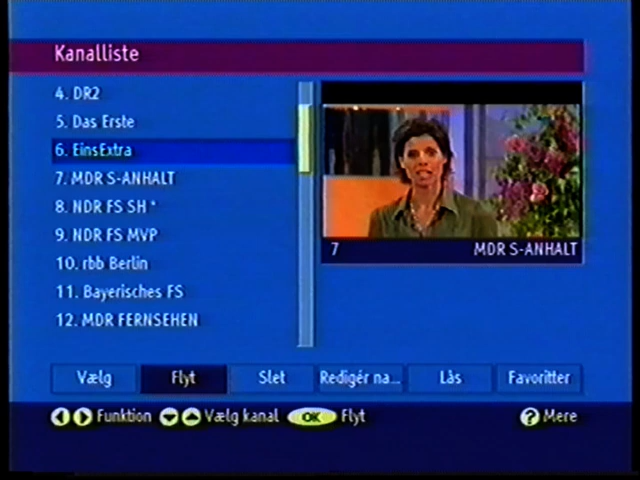 Kanalliste
4. DR2
5. Das Erste
6. EinsExtra
7. MDR S-ANHALT
8. NDR FS SH *
9. NDR FS MVP
10. rbb Berlin
11. Bayerisches FS
12. MDR FERNSEHEN
7 MDR S-ANHALT
Vælg Flyt Slet Redigér na... Lås Favoritter
Funktion Vælg kanal OK Flyt ? Mere